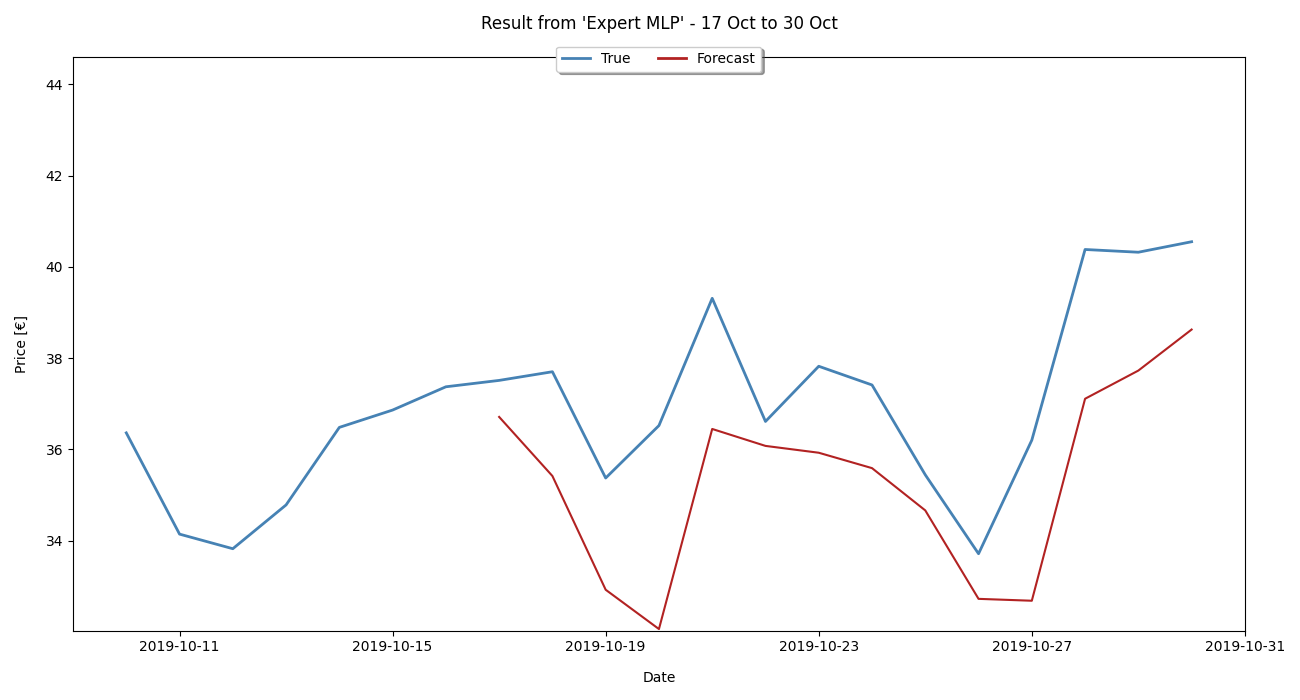 Result from 'Expert MLP' - 17 Oct to 30 Oct
True Forecast
44
42
40
38
36
34
Price [€]
2019-10-11 2019-10-15 2019-10-19 2019-10-23 2019-10-27 2019-10-31
Date